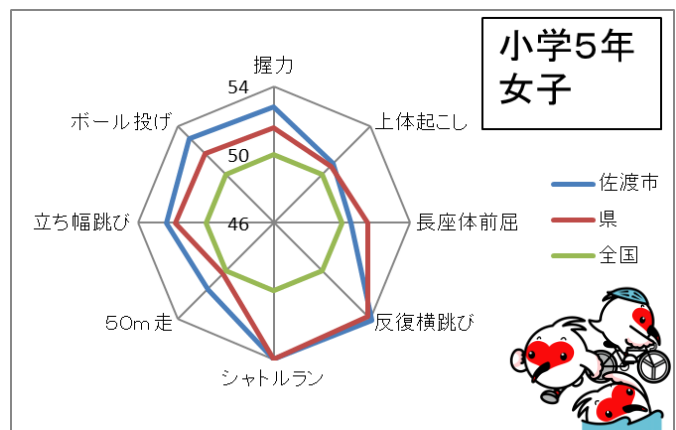 小学5年
女子
握力
54
ボール投げ
上体起こし
50
佐渡市
立ち幅跳び
46
長座体前屈
県
全国
50m走
反復横跳び
シャトルラン